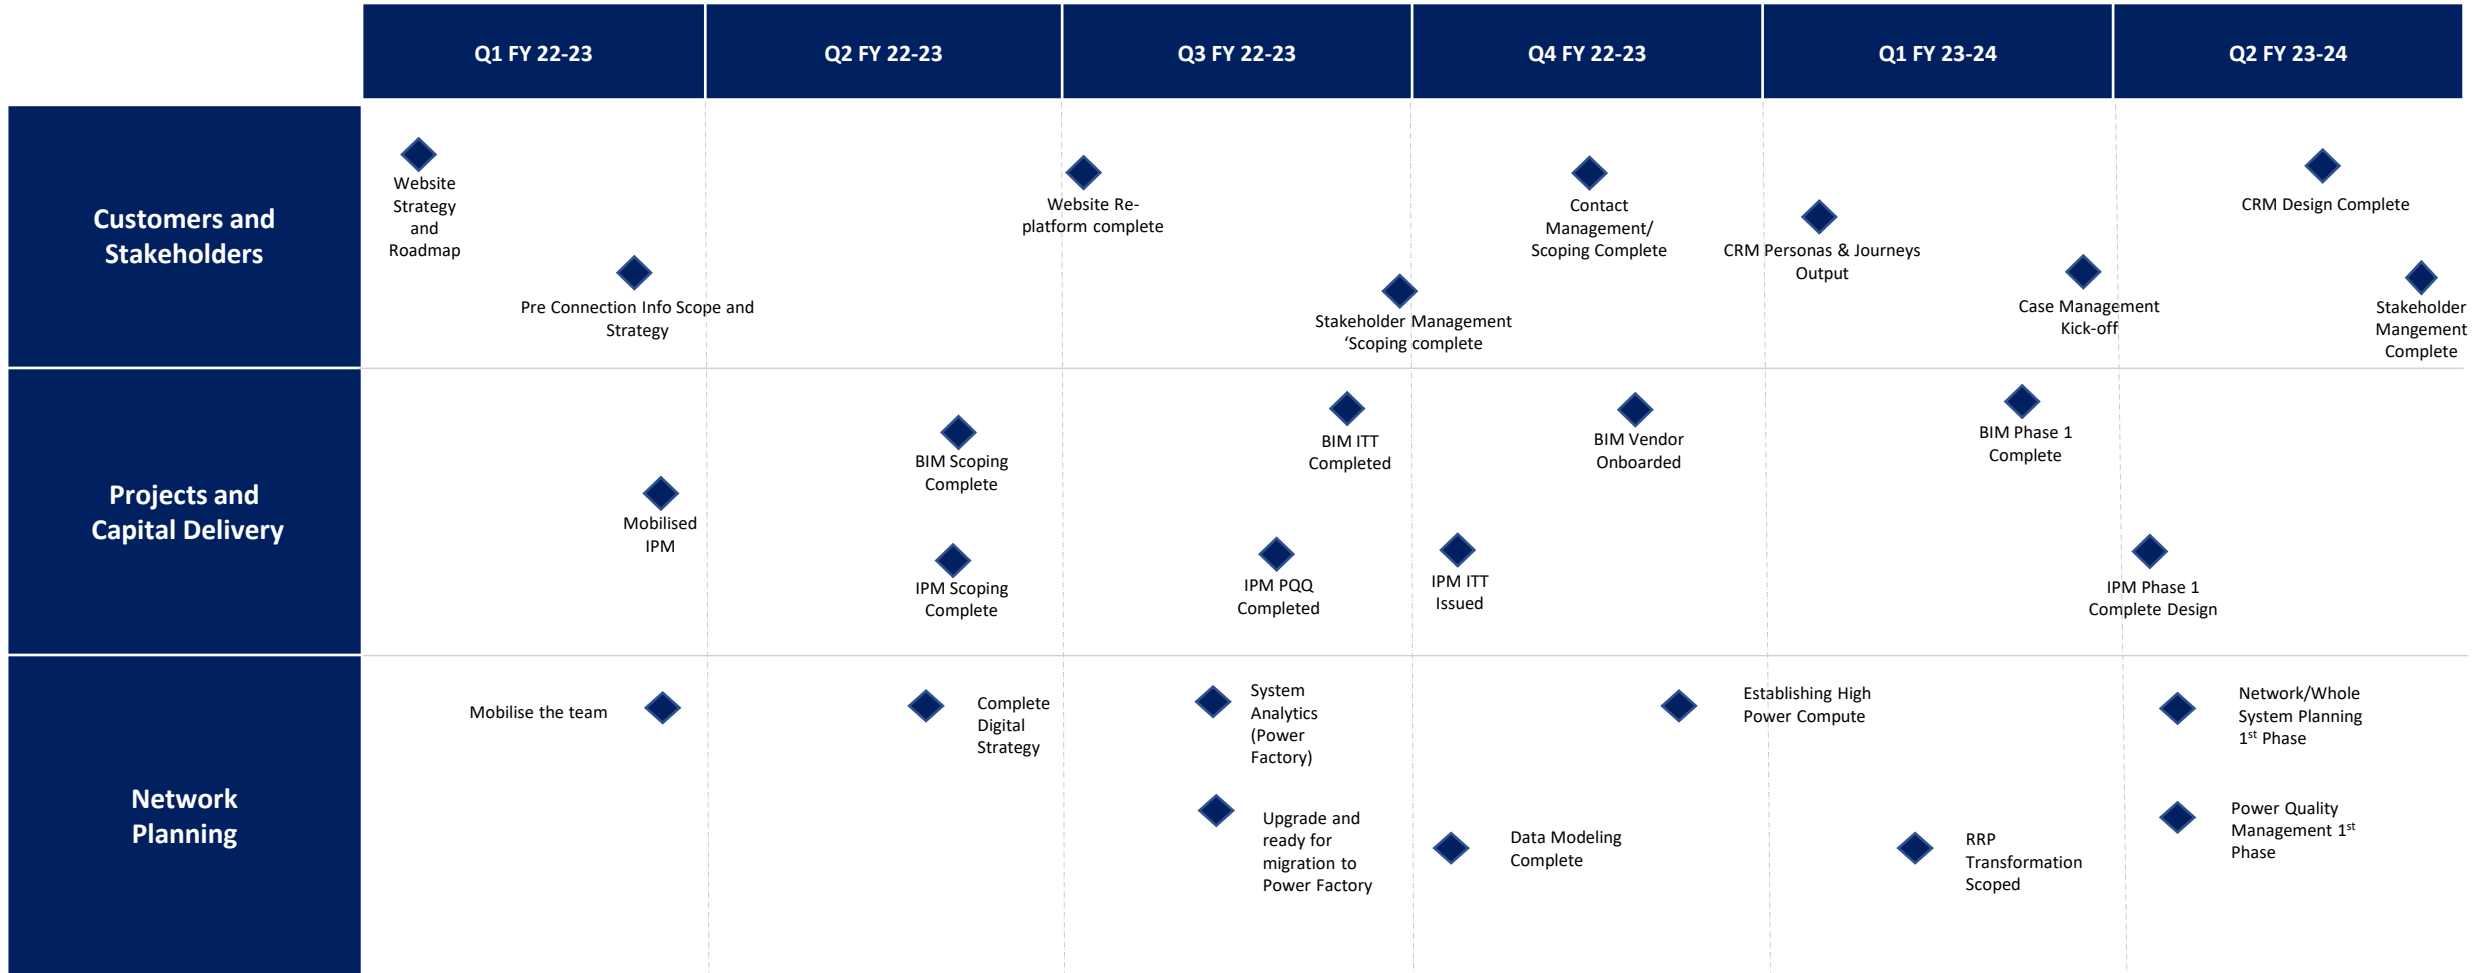 Q1 FY 22-23
Q2 FY 22-23
Q3 FY 22-23
Q4 FY 22-23
Q1 FY 23-24
Q2 FY 23-24
Customers and
Stakeholders
Website
Strategy
and
Roadmap
Pre Connection Info Scope and
Strategy
Website Re-
platform complete
Stakeholder Management
‘Scoping complete
Contact
Management/
Scoping Complete
CRM Personas & Journeys
Output
Case Management
Kick-off
CRM Design Complete
Stakeholder
Mangement
Complete
Projects and
Capital Delivery
Mobilised
IPM
BIM Scoping
Complete
IPM Scoping
Complete
BIM ITT
Completed
IPM PQQ
Completed
BIM Vendor
Onboarded
IPM ITT
Issued
BIM Phase 1
Complete
IPM Phase 1
Complete Design
Network
Planning
Mobilise the team
Complete
Digital
Strategy
System
Analytics
(Power
Factory)
Upgrade and
ready for
migration to
Power Factory
Establishing High
Power Compute
Data Modeling
Complete
RRP
Transformation
Scoped
Network/Whole
System Planning
1st Phase
Power Quality
Management 1st
Phase